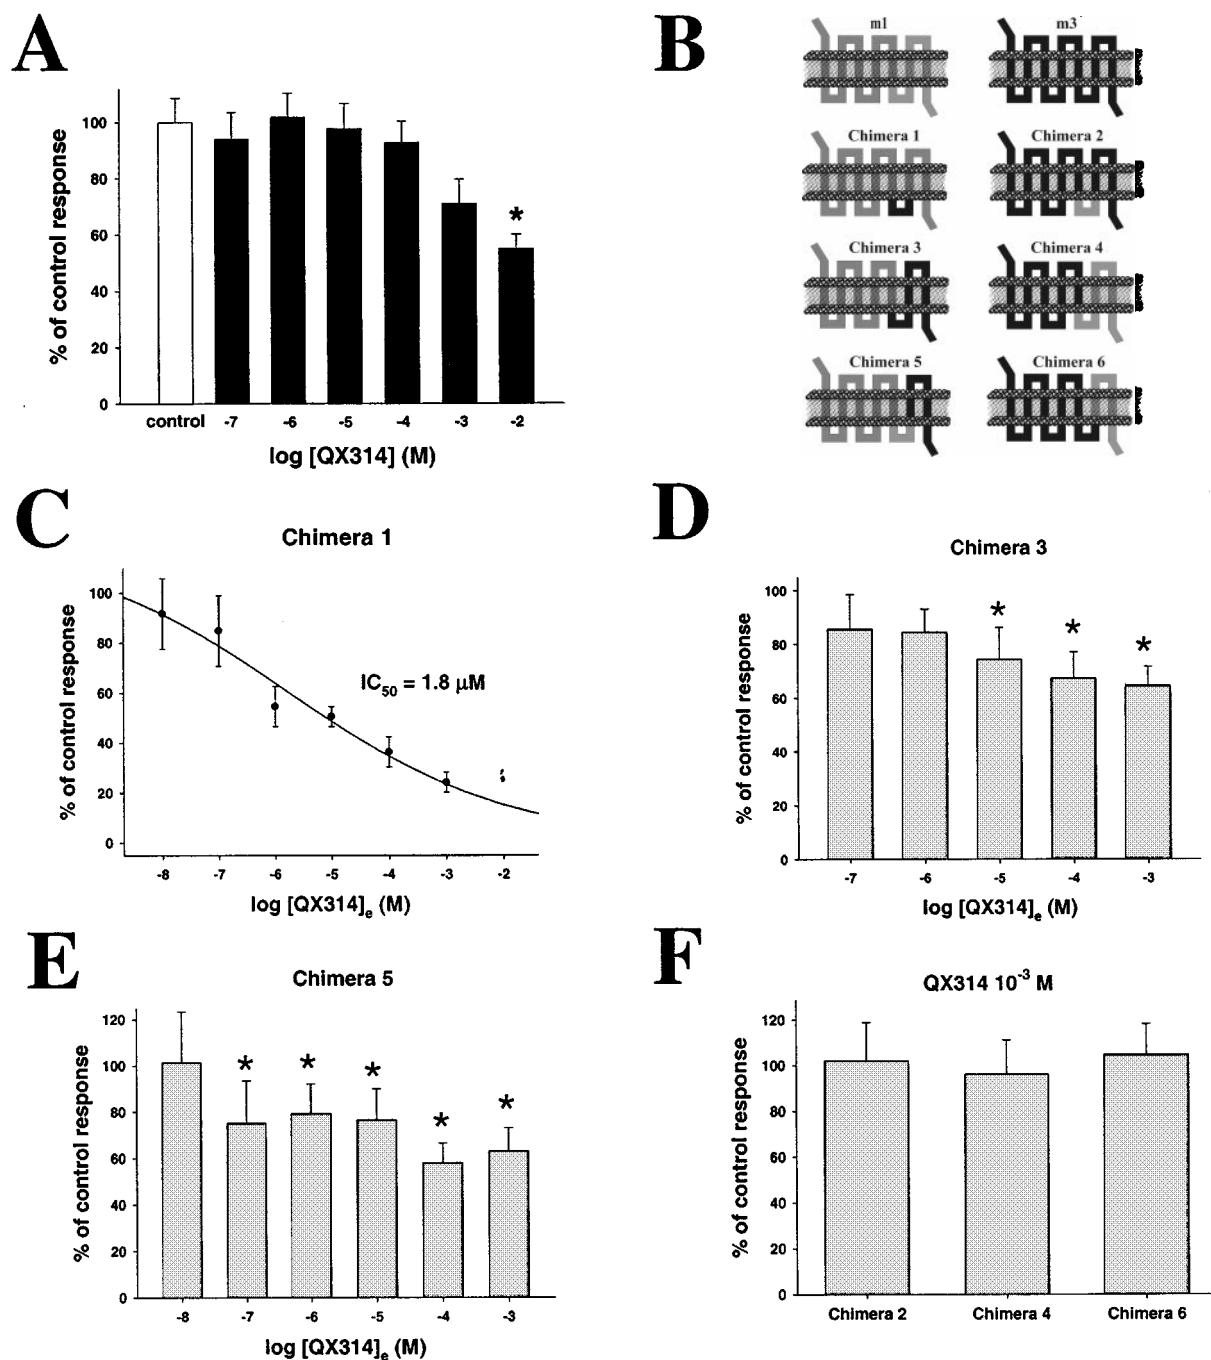 A
% of control response
100
80
60
40
20
0
*
control
-7
-6
-5
-4
-3
-2
log [QX314] (M)
B
m1
m3
Chimera 1
Chimera 2
Chimera 3
Chimera 4
Chimera 5
Chimera 6
C
Chimera 1
% of control response
100
80
60
40
20
0
IC50 = 1.8 μM
-8
-7
-6
-5
-4
-3
-2
log [QX314]e (M)
D
Chimera 3
% of control response
100
80
60
40
20
0
*
*
*
-7
-6
-5
-4
-3
log [QX314]e (M)
E
Chimera 5
% of control response
120
100
80
60
40
20
0
*
*
*
*
*
-8
-7
-6
-5
-4
-3
log [QX314]e (M)
F
QX314 10-3 M
% of control response
120
100
80
60
40
20
0
Chimera 2
Chimera 4
Chimera 6